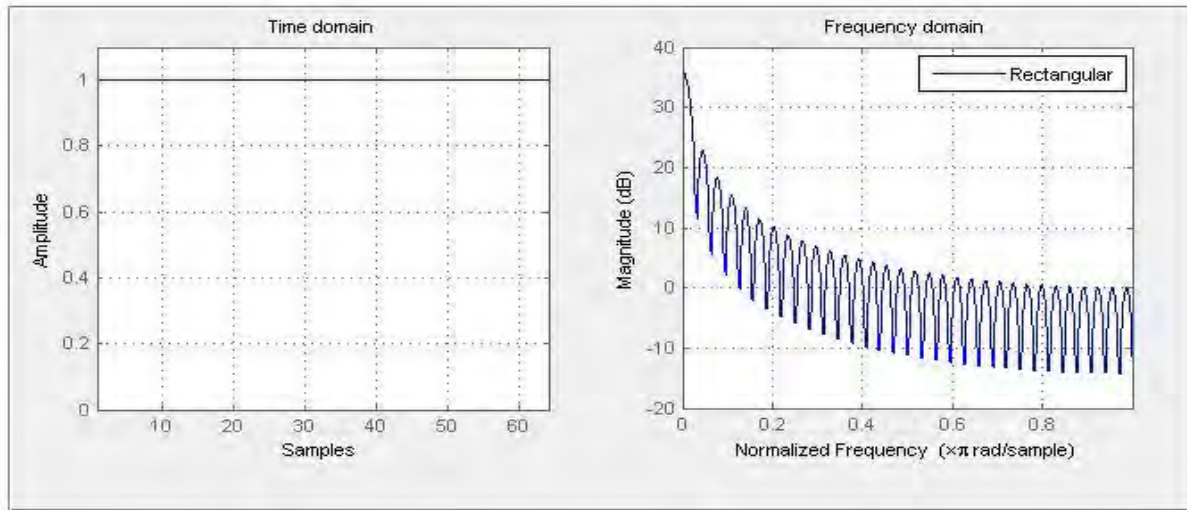 Time domain
Amplitude
1
0.8
0.6
0.4
0.2
0
10 20 30 40 50 60
Samples
Frequency domain
Rectangular
Magnitude (dB)
40
30
20
10
0
-10
-20
0 0.2 0.4 0.6 0.8
Normalized Frequency (×π rad/sample)